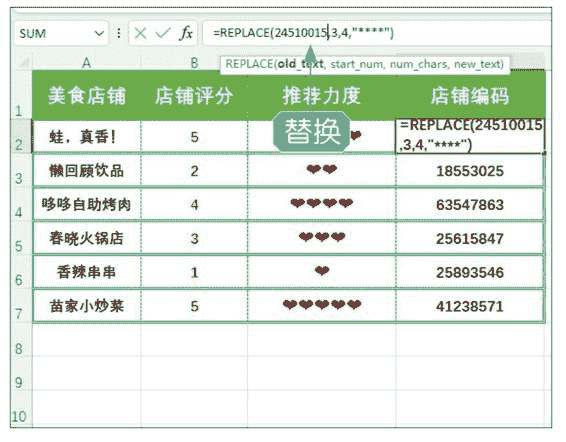 SUM
fx
=REPLACE(24510015,3,4,"****")
REPLACE(old_text, start_num, num_chars, new_text)
A B
1 美食店铺 店铺评分 推荐力度 店铺编码
替换
2 蛙，真香！ 5 =REPLACE(24510015
,3,4,"****")
3 懒回顾饮品 2 ❤❤ 18553025
4 哆哆自助烤肉 4 ❤❤❤❤ 63547863
5 春晓火锅店 3 ❤❤❤ 25615847
6 香辣串串 1 ❤ 25893546
7 苗家小炒菜 5 ❤❤❤❤❤ 41238571
8
9
10